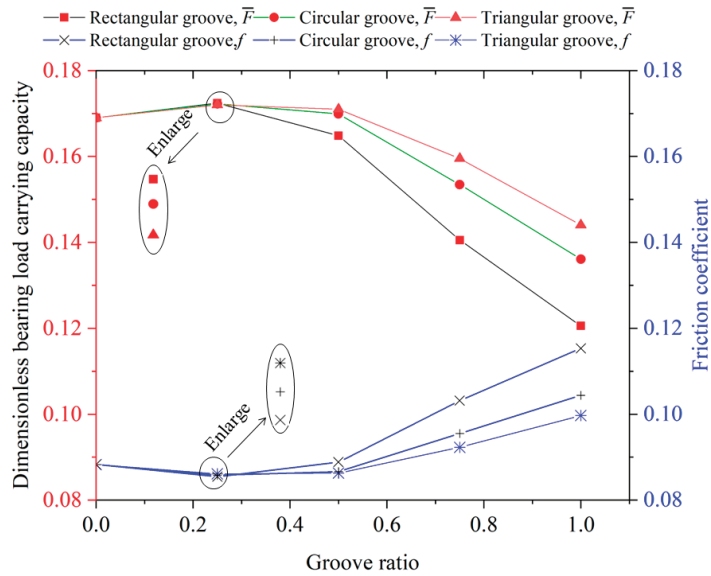 Rectangular groove, F̅ Circular groove, F̅ Triangular groove, F̅
Rectangular groove,f Circular groove, f Triangular groove, f
0.18 0.18
0.16 0.16
0.14 0.14
0.12 0.12
0.10 0.10
0.08 0.08
Dimensionless bearing load carrying capacity
Friction coefficient
Enlarge
Enlarge
0.0 0.2 0.4 0.6 0.8 1.0
Groove ratio